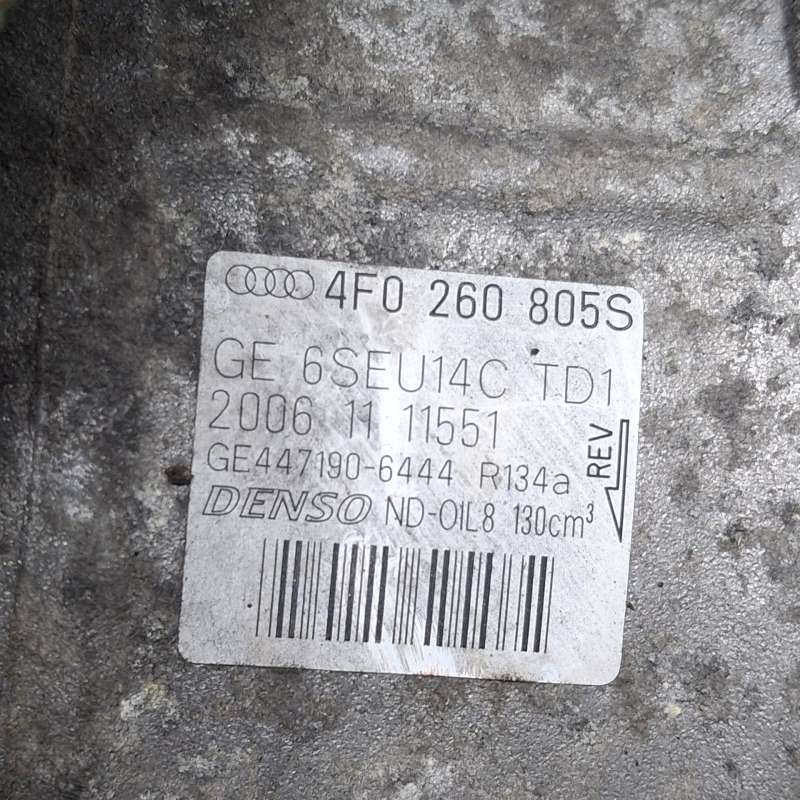 4F0 260 805S
GE 6SEU14C TD1
2006 11 11551
GE447190-6444 R134a
DENSO ND-OIL8 130cm³
REV